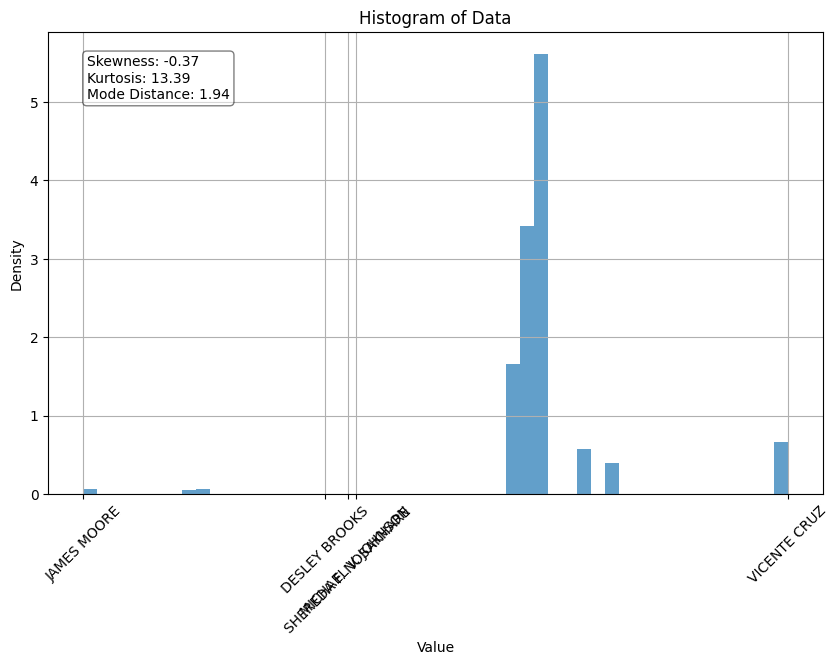 Histogram of Data
Skewness: -0.37
Kurtosis: 13.39
Mode Distance: 1.94
Density
5
4
3
2
1
0
JAMES MOORE
DESLEY BROOKS
VICENTE CRUZ
Value